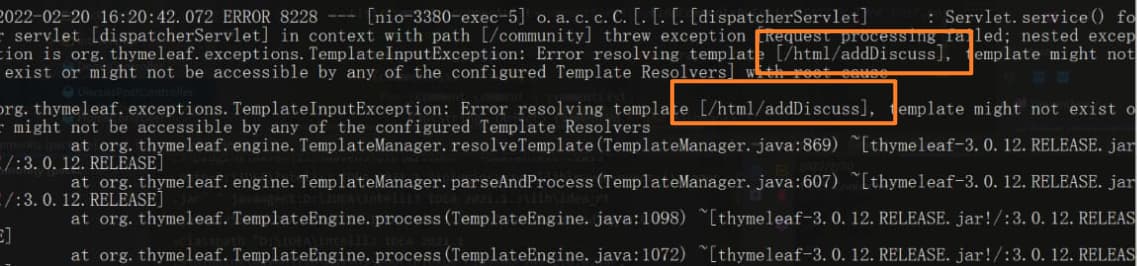 2022-02-20 16:20:42.072 ERROR 8228 --- [nio-3380-exec-5] o.a.c.c.C.[.[.[.[dispatcherServlet]      : Servlet.service() fo
r servlet [dispatcherServlet] in context with path [/community] threw exception [Request processing failed; nested excep
tion is org.thymeleaf.exceptions.TemplateInputException: Error resolving template [/html/addDiscuss], template might not
 exist or might not be accessible by any of the configured Template Resolvers] with root cause
org.thymeleaf.exceptions.TemplateInputException: Error resolving template [/html/addDiscuss], template might not exist o
r might not be accessible by any of the configured Template Resolvers
        at org.thymeleaf.engine.TemplateManager.resolveTemplate(TemplateManager.java:869) ~[thymeleaf-3.0.12.RELEASE.jar
!/:3.0.12.RELEASE]
        at org.thymeleaf.engine.TemplateManager.parseAndProcess(TemplateManager.java:607) ~[thymeleaf-3.0.12.RELEASE.jar
!/:3.0.12.RELEASE]
        at org.thymeleaf.TemplateEngine.process(TemplateEngine.java:1098) ~[thymeleaf-3.0.12.RELEASE.jar!/:3.0.12.RELEAS
E]
        at org.thymeleaf.TemplateEngine.process(TemplateEngine.java:1072) ~[thymeleaf-3.0.12.RELEASE.jar!/:3.0.12.RELEAS